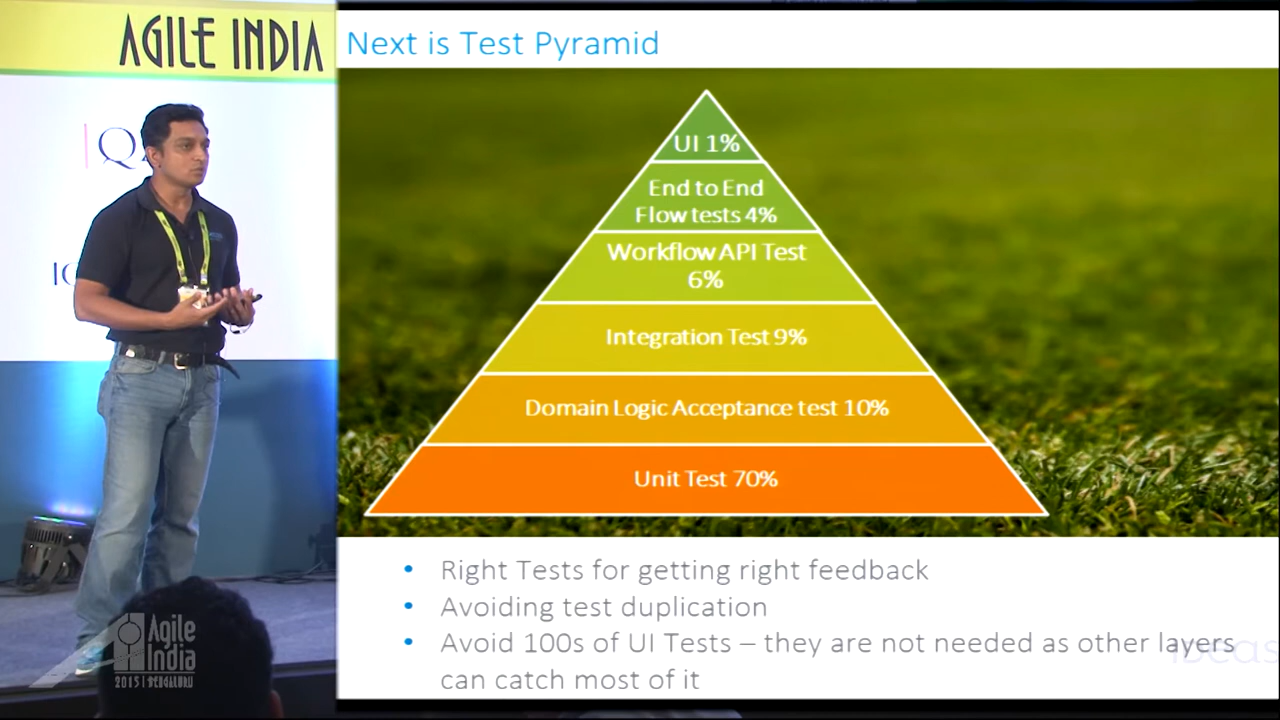 AGILE INDIA
Next is Test Pyramid
UI 1%
End to End
Flow tests 4%
Workflow API Test
6%
Integration Test 9%
Domain Logic Acceptance test 10%
Unit Test 70%
• Right Tests for getting right feedback
• Avoiding test duplication
• Avoid 100s of UI Tests – they are not needed as other layers
can catch most of it
ideas
Agile
India
2015 | BENGALURU